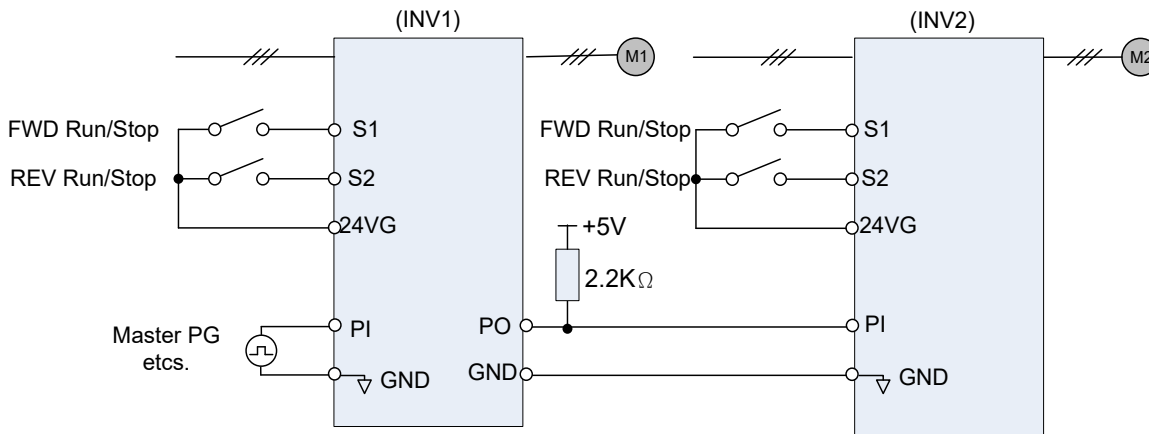 (INV1)
(INV2)
M1
M2
FWD Run/Stop
S1
FWD Run/Stop
S1
REV Run/Stop
S2
REV Run/Stop
S2
24VG
+5V
24VG
2.2KΩ
Master PG
etcs.
PI
PO
PI
GND
GND
GND